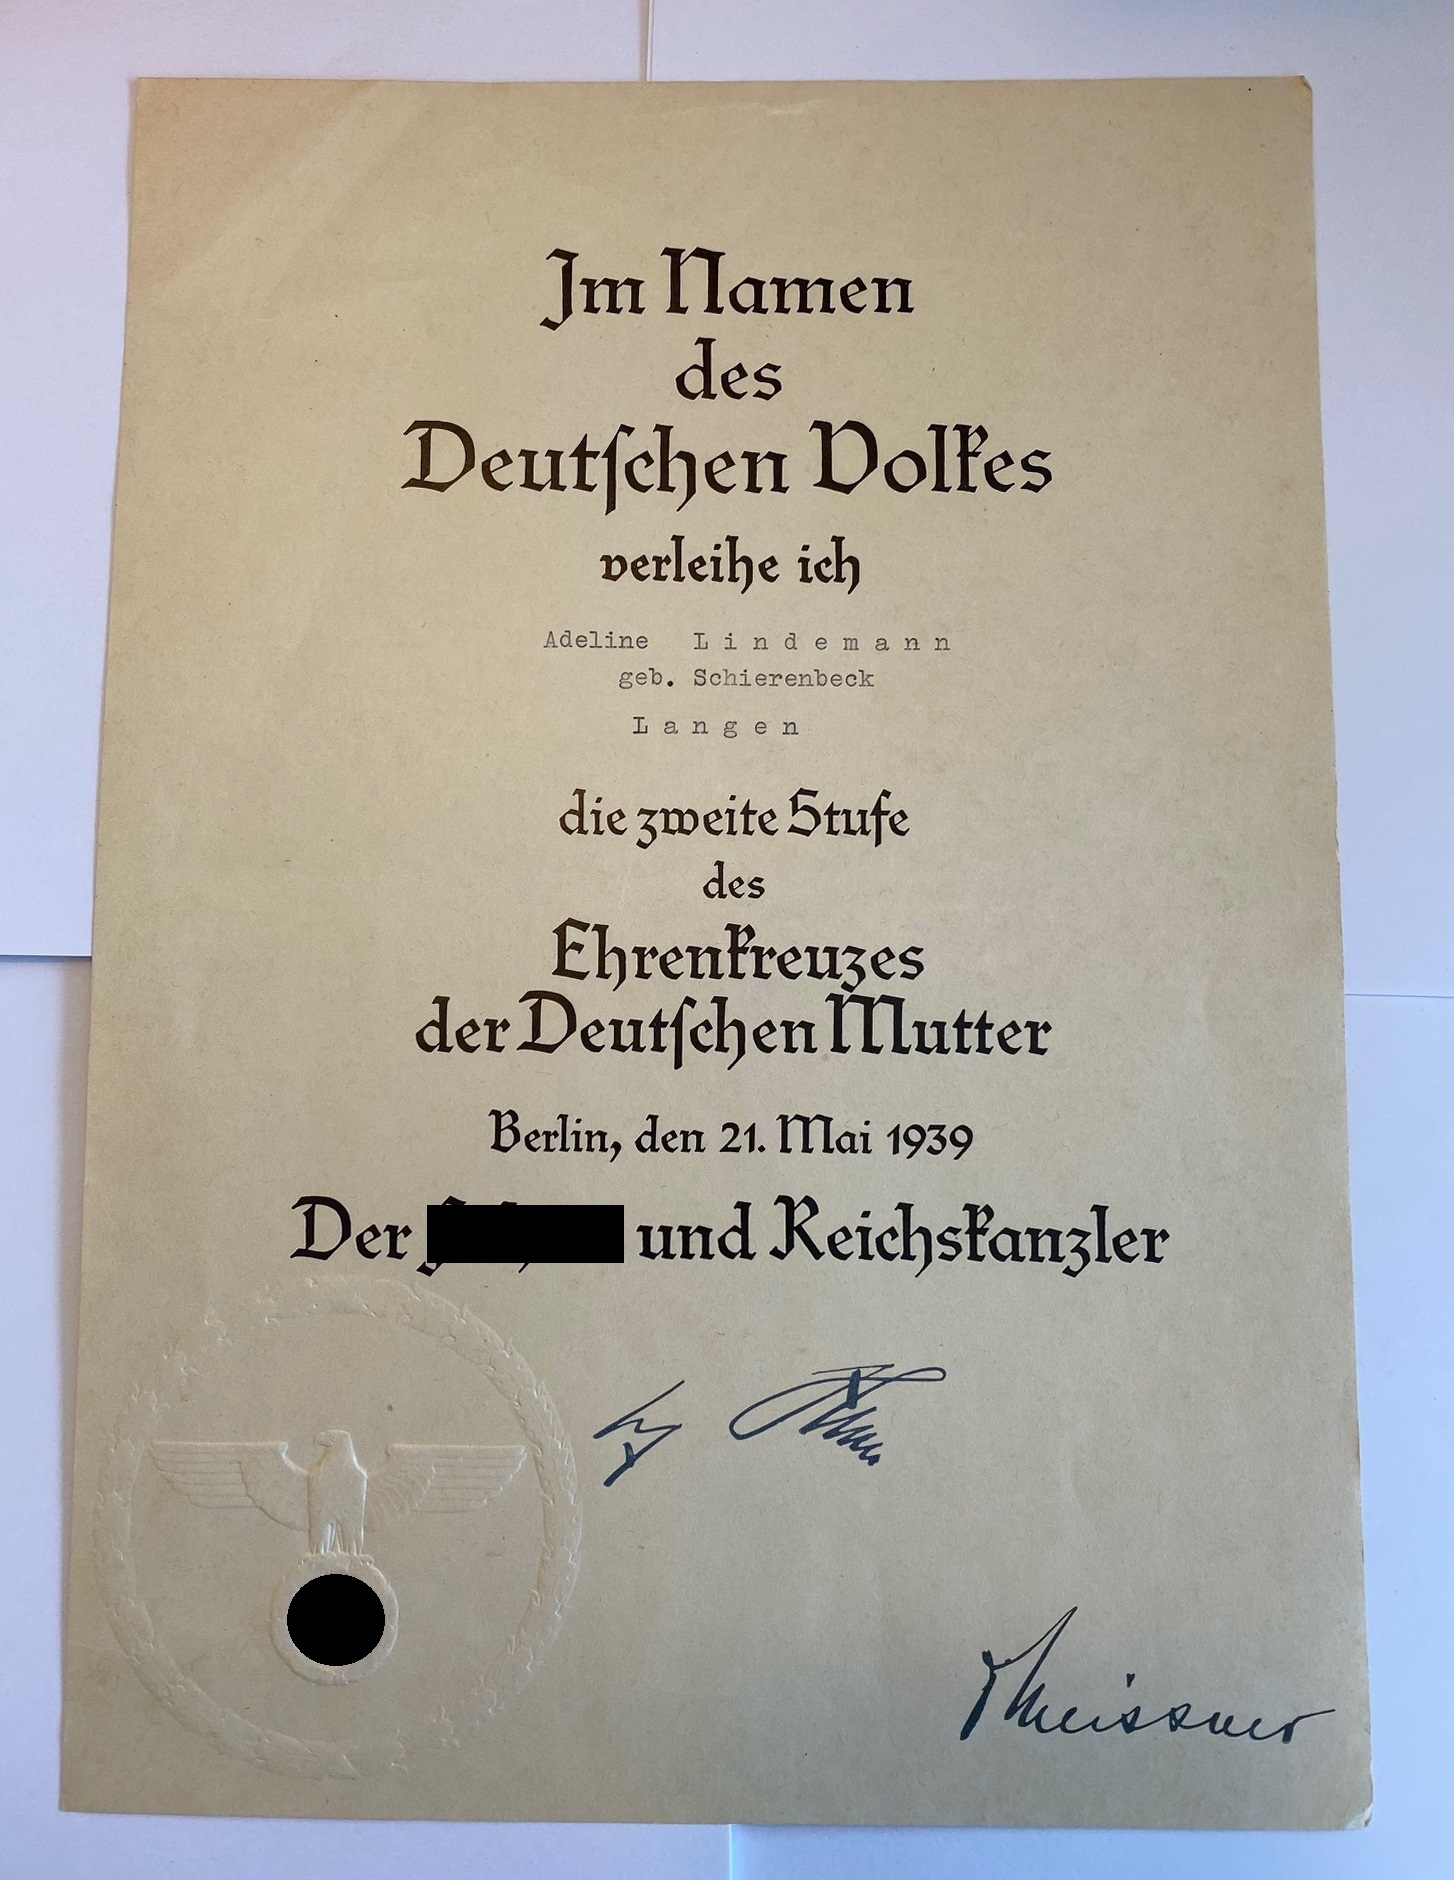 Im Namen
des
Deutschen Volkes
verleihe ich
Adeline Lindemann
geb. Schierenbeck
Langen
die zweite Stufe
des
Ehrenkreuzes
der Deutschen Mutter
Berlin, den 21. Mai 1939
Der und Reichskanzler
Meissner